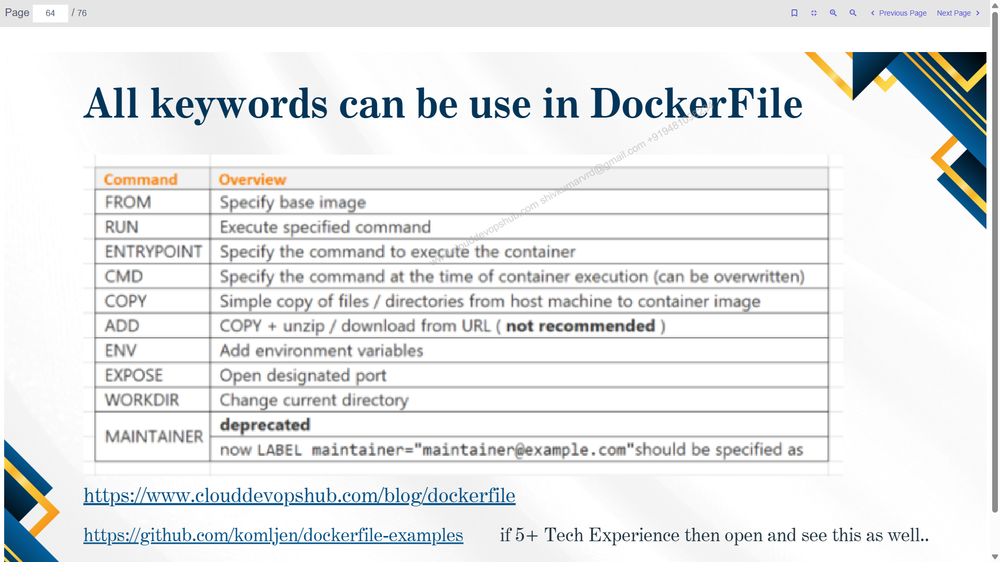 Page 64 / 76
Previous Page Next Page
All keywords can be use in DockerFile
Command Overview
FROM Specify base image
RUN Execute specified command
ENTRYPOINT Specify the command to execute the container
CMD Specify the command at the time of container execution (can be overwritten)
COPY Simple copy of files / directories from host machine to container image
ADD COPY + unzip / download from URL ( not recommended )
ENV Add environment variables
EXPOSE Open designated port
WORKDIR Change current directory
MAINTAINER deprecated
now LABEL maintainer="maintainer@example.com"should be specified as
www.clouddevopshub.com shivkumarvrd@gmail.com
https://www.clouddevopshub.com/blog/dockerfile
https://github.com/komljen/dockerfile-examples if 5+ Tech Experience then open and see this as well..